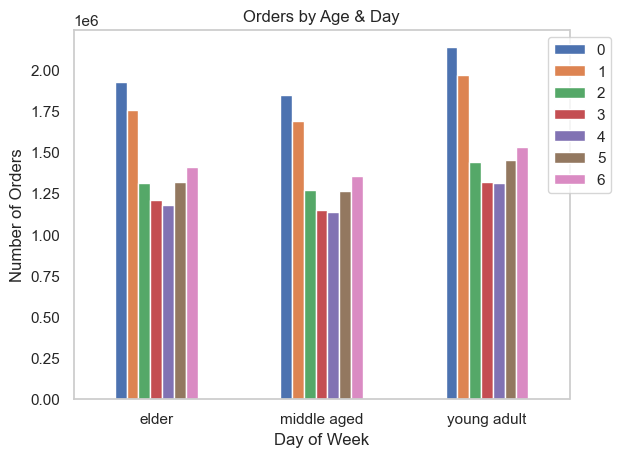 Orders by Age & Day
1e6
2.00
1.75
1.50
1.25
1.00
0.75
0.50
0.25
0.00
Number of Orders
elder
middle aged
young adult
Day of Week
0
1
2
3
4
5
6